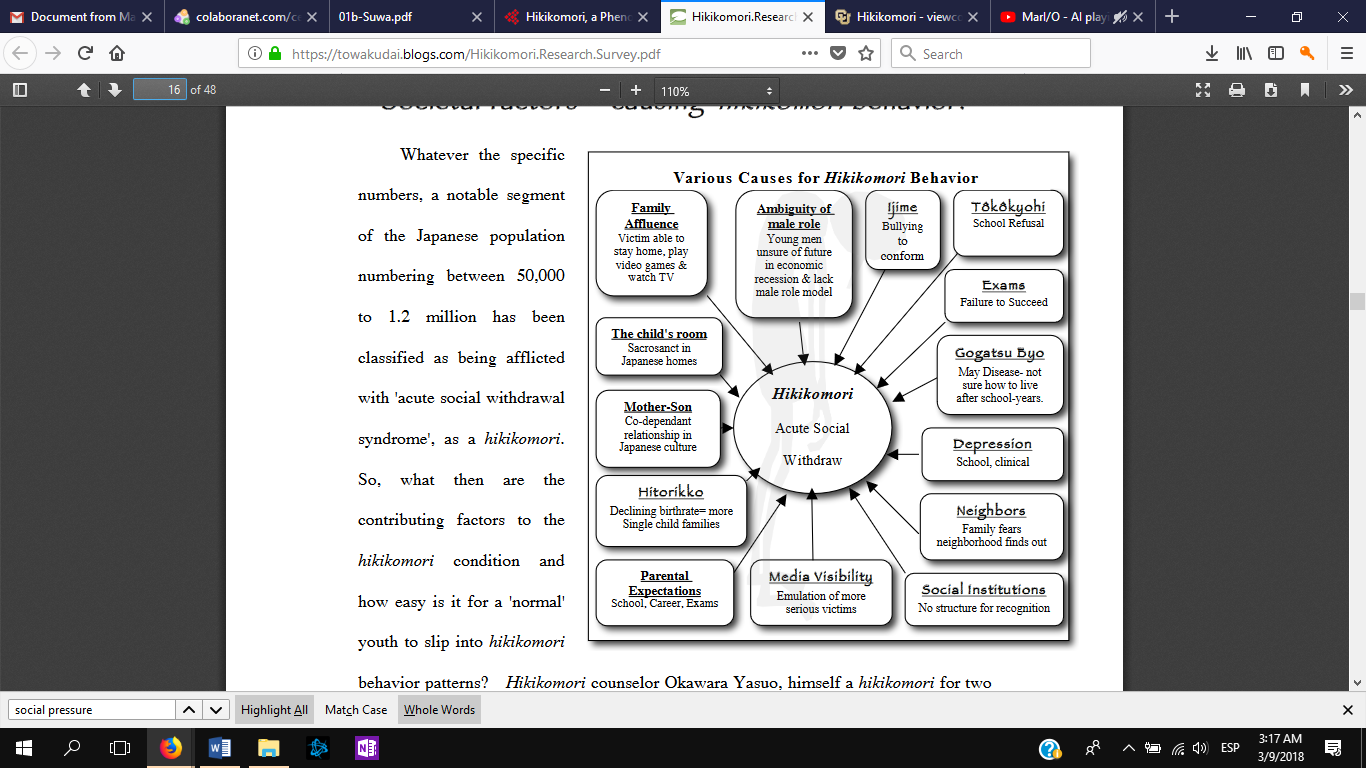 Document from Ma
colaboranet.com/ce
01b-Suwa.pdf
Hikikomori, a Pheno
Hikikomori.Researc
Hikikomori - viewco
MarI/O - AI play
https://towakudai.blogs.com/Hikikomori.Research.Survey.pdf
Search
16 of 48
110%
Societal factors causing hikikomori behavior?
Whatever the specific
numbers, a notable segment
of the Japanese population
numbering between 50,000
to 1.2 million has been
classified as being afflicted
with 'acute social withdrawal
syndrome', as a hikikomori.
So, what then are the
contributing factors to the
hikikomori condition and
how easy is it for a 'normal'
youth to slip into hikikomori
behavior patterns? Hikikomori counselor Okawara Yasuo, himself a hikikomori for two
Various Causes for Hikikomori Behavior
Family
Affluence
Victim able to
stay home, play
video games &
watch TV
Ambiguity of
male role
Young men
unsure of future
in economic
recession & lack
male role model
Ijime
Bullying
to
conform
Tôkôkyohi
School Refusal
Exams
Failure to Succeed
The child's room
Sacrosanct in
Japanese homes
Gogatsu Byo
May Disease- not
sure how to live
after school-years.
Hikikomori
Acute Social
Withdraw
Mother-Son
Co-dependant
relationship in
Japanese culture
Depression
School, clinical
Hitorikko
Declining birthrate= more
Single child families
Neighbors
Family fears
neighborhood finds out
Parental
Expectations
School, Career, Exams
Media Visibility
Emulation of more
serious victims
Social Institutions
No structure for recognition
social pressure
Highlight All
Match Case
Whole Words
ESP
3:17 AM
3/9/2018